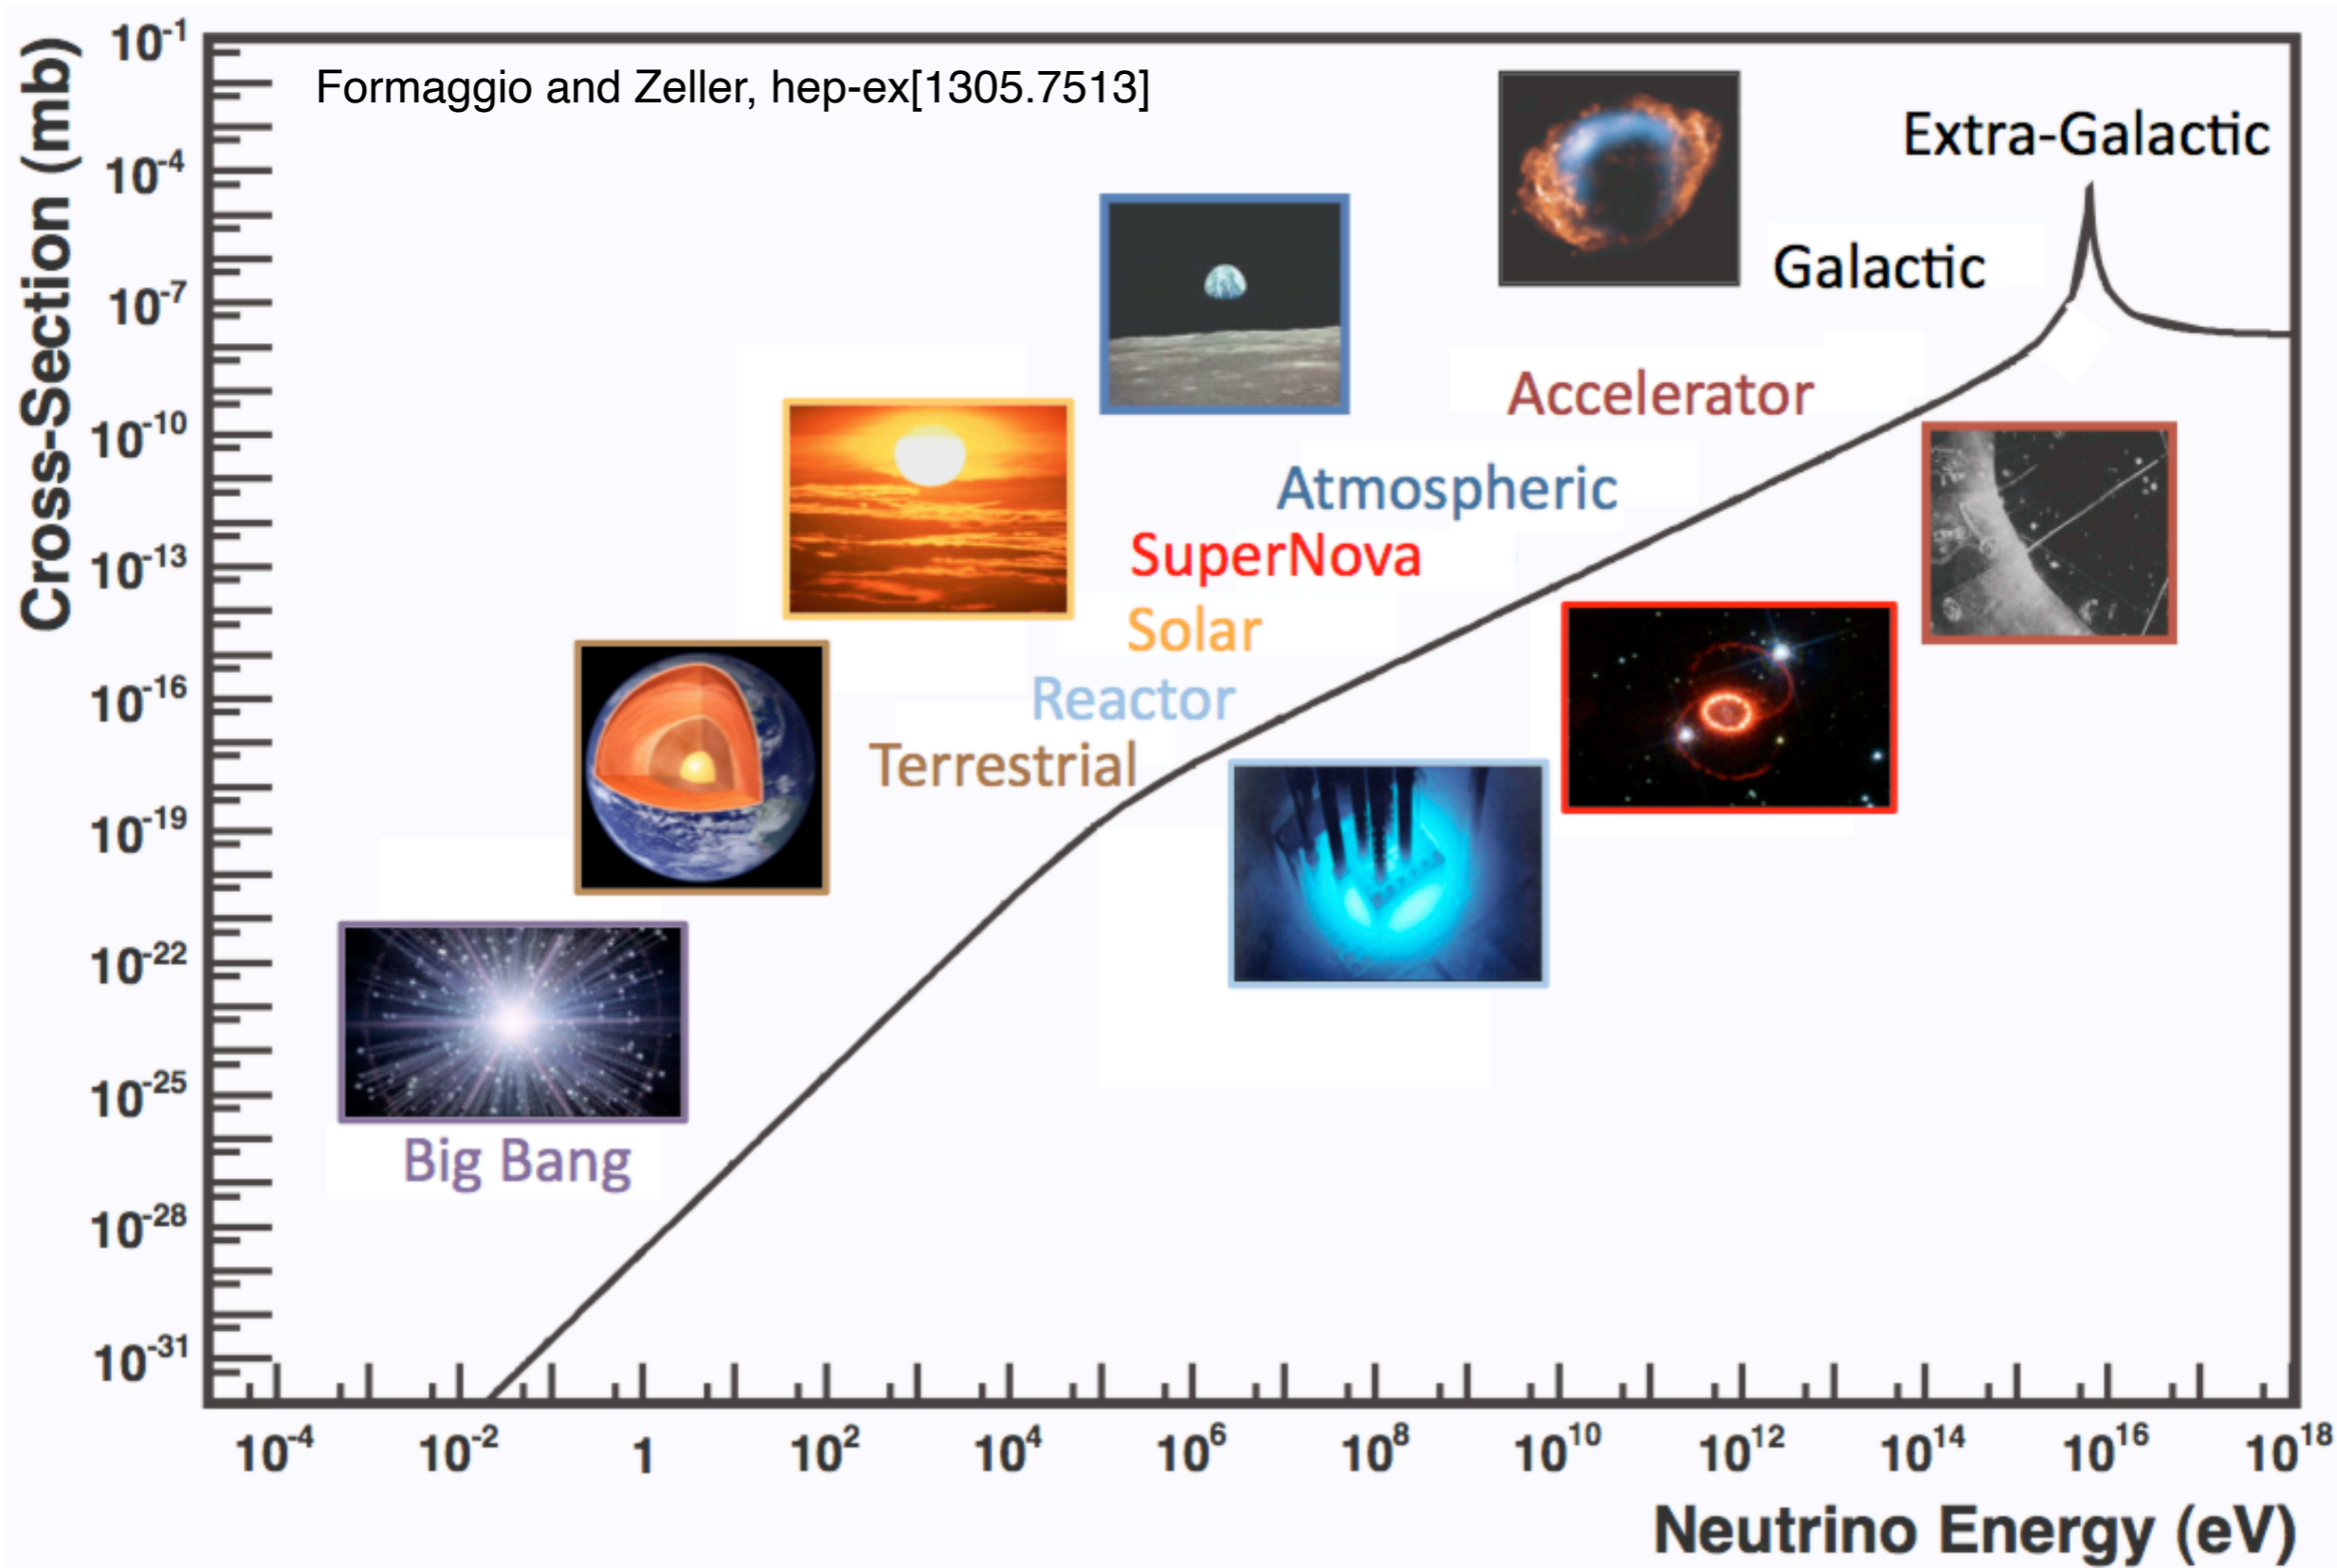 Cross-Section (mb)
10⁻¹
10⁻⁴
10⁻⁷
10⁻¹⁰
10⁻¹³
10⁻¹⁶
10⁻¹⁹
10⁻²²
10⁻²⁵
10⁻²⁸
10⁻³¹
Formaggio and Zeller, hep-ex[1305.7513]
Extra-Galactic
Galactic
Accelerator
Atmospheric
SuperNova
Solar
Reactor
Terrestrial
Big Bang
10⁻⁴ 10⁻² 1 10² 10⁴ 10⁶ 10⁸ 10¹⁰ 10¹² 10¹⁴ 10¹⁶ 10¹⁸
Neutrino Energy (eV)